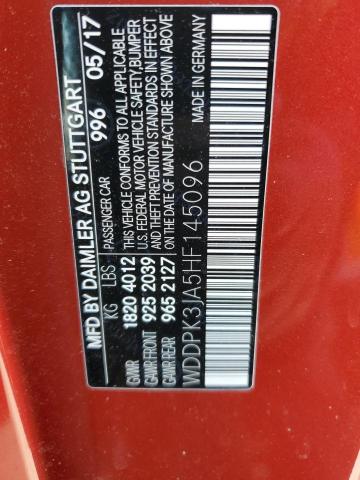 MFD BY DAIMLER AG STUTTGART
996 05/17
KG LBS PASSENGER CAR
GVWR 1820 4012
GAWR FRONT 925 2039
GAWR REAR 965 2127
THIS VEHICLE CONFORMS TO ALL APPLICABLE
U.S. FEDERAL MOTOR VEHICLE SAFETY, BUMPER
AND THEFT PREVENTION STANDARDS IN EFFECT
ON THE DATE OF MANUFACTURE SHOWN ABOVE
WDDPK3JA5HF145096
MADE IN GERMANY